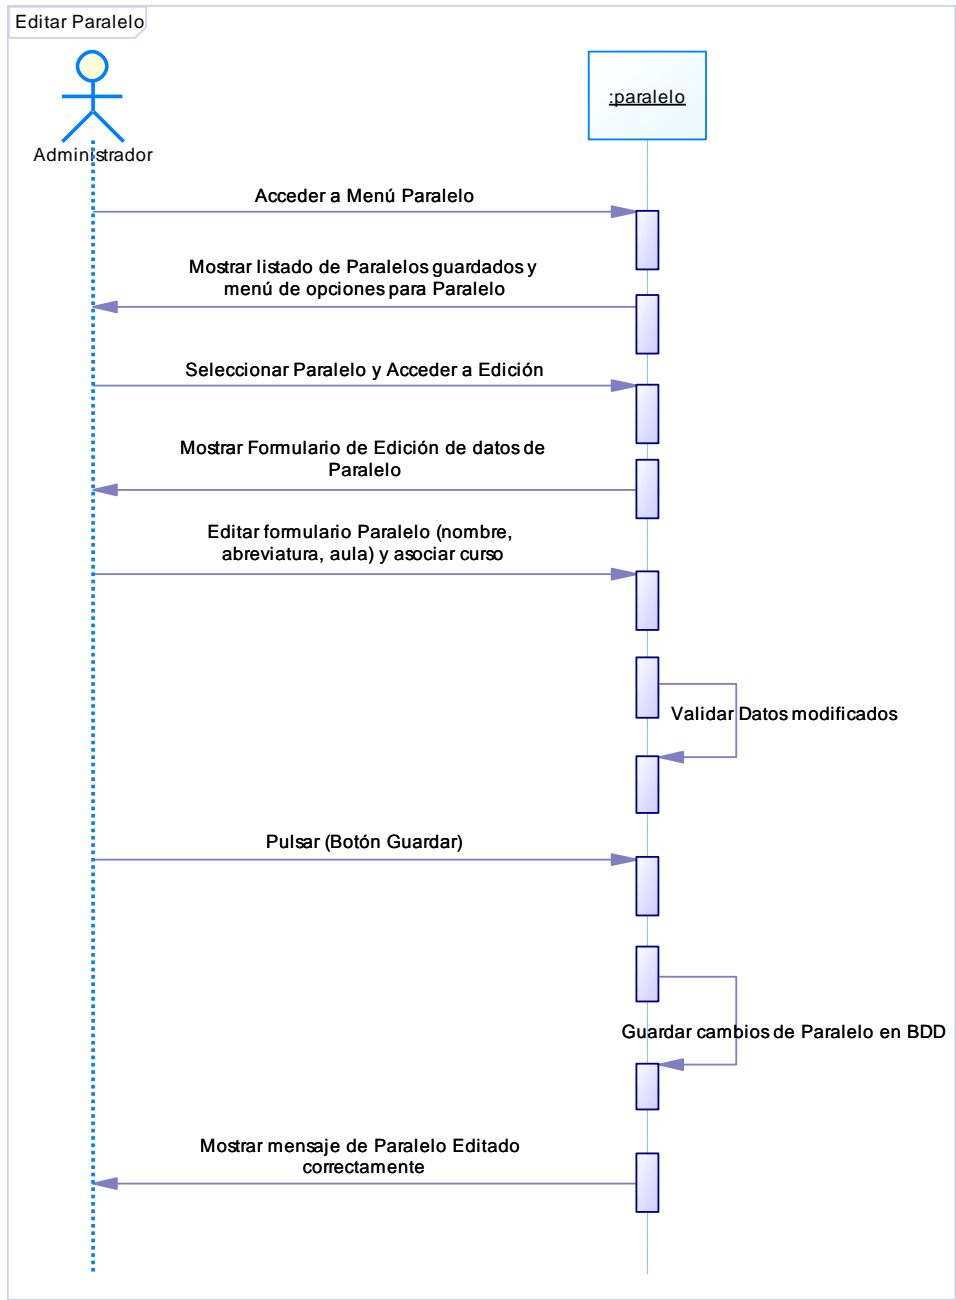 Editar Paralelo
:paralelo
Administrador
Acceder a Menú Paralelo
Mostrar listado de Paralelos guardados y
menú de opciones para Paralelo
Seleccionar Paralelo y Acceder a Edición
Mostrar Formulario de Edición de datos de
Paralelo
Editar formulario Paralelo (nombre,
abreviatura, aula) y asociar curso
Validar Datos modificados
Pulsar (Botón Guardar)
Guardar cambios de Paralelo en BDD
Mostrar mensaje de Paralelo Editado
correctamente